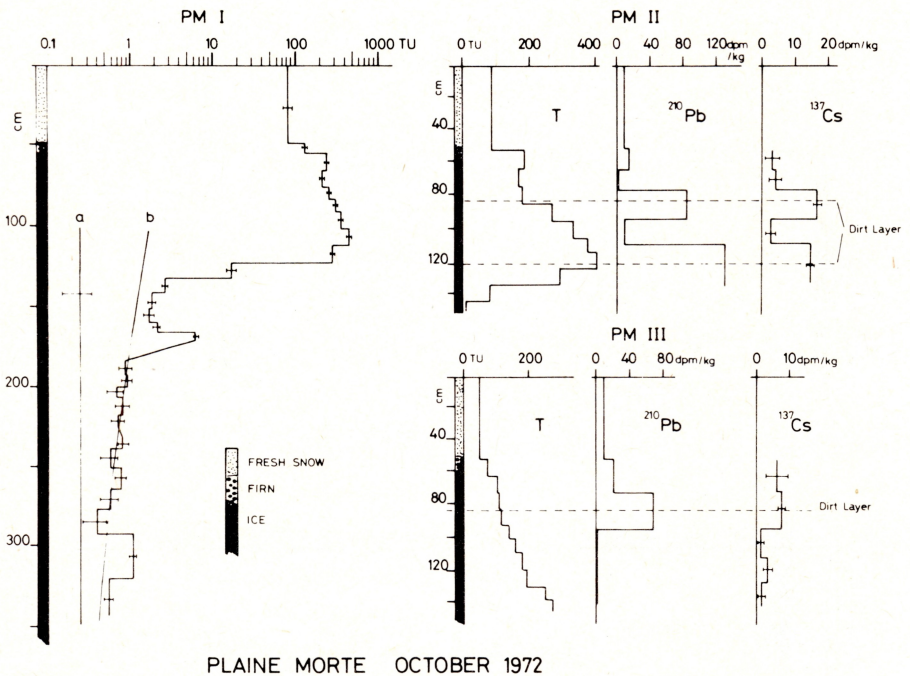 PM I
0.1 1 10 100 1000 TU
cm
100
200
300
a
b
FRESH SNOW
FIRN
ICE
PM II
0 TU 200 400
0 40 80 120 dpm/kg
0 10 20 dpm/kg
cm
40
80
120
T
210Pb
137Cs
Dirt Layer
PM III
0 TU 200
0 40 80 dpm/kg
0 10 dpm/kg
cm
40
80
120
T
210Pb
137Cs
Dirt Layer
PLAINE MORTE OCTOBER 1972